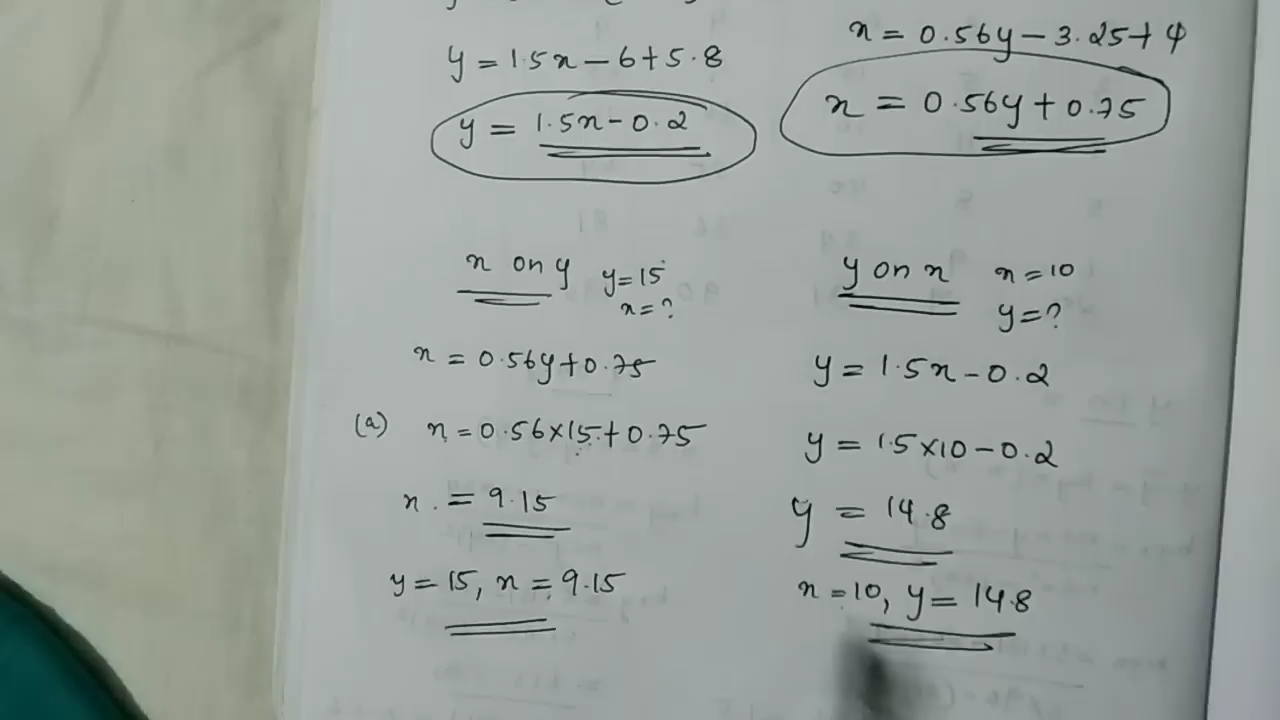 y = 1.5x - 6 + 5.8
y = 1.5x - 0.2
x = 0.56y - 3.25 + 4
x = 0.56y + 0.75
x on y y=15
x=?
x = 0.56y + 0.75
(a) x = 0.56×15 + 0.75
x = 9.15
y = 15, x = 9.15
y on x x=10
y=?
y = 1.5x - 0.2
y = 1.5×10 - 0.2
y = 14.8
x = 10, y = 14.8